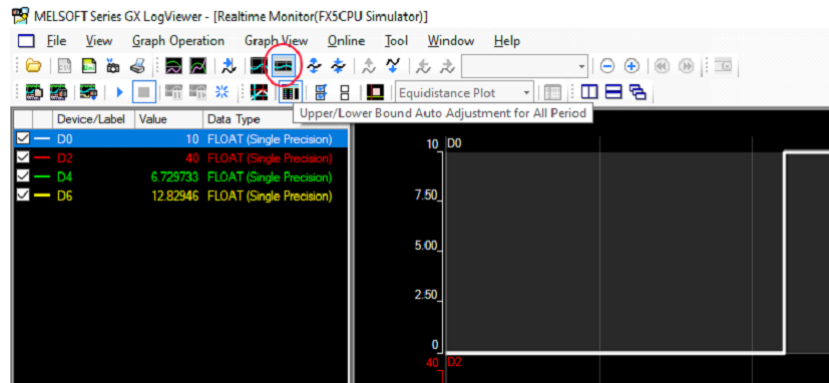 MELSOFT Series GX LogViewer - [Realtime Monitor(FX5CPU Simulator)]
File View Graph Operation Graph View Online Tool Window Help
Equidistance Plot
Upper/Lower Bound Auto Adjustment for All Period
Device/Label Value Data Type
D0 10 FLOAT (Single Precision)
D2 40 FLOAT (Single Precision)
D4 6.729733 FLOAT (Single Precision)
D6 12.82946 FLOAT (Single Precision)
10 D0
7.50
5.00
2.50
0
40 D2